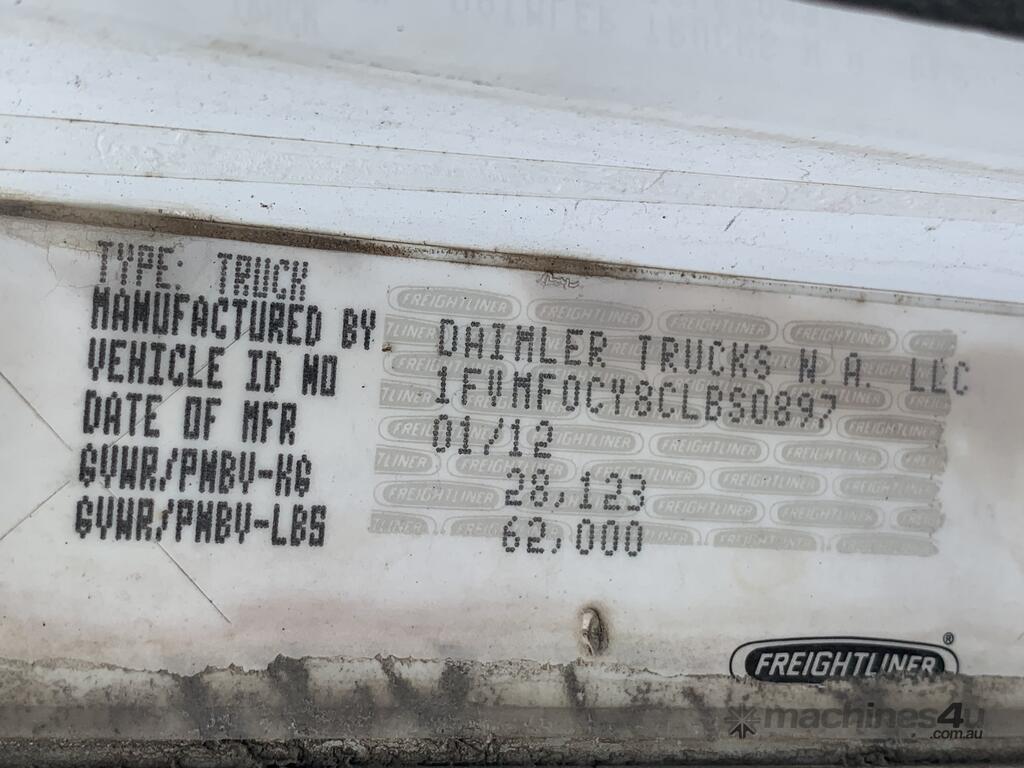 TYPE: TRUCK
MANUFACTURED BY DAIMLER TRUCKS N.A. LLC
VEHICLE ID NO 1FVMF0CY8CLBS0897
DATE OF MFR 01/12
GVWR/PNBV-KG 28,123
GVWR/PNBV-LBS 62,000
FREIGHTLINER®
machines4u
.com.au